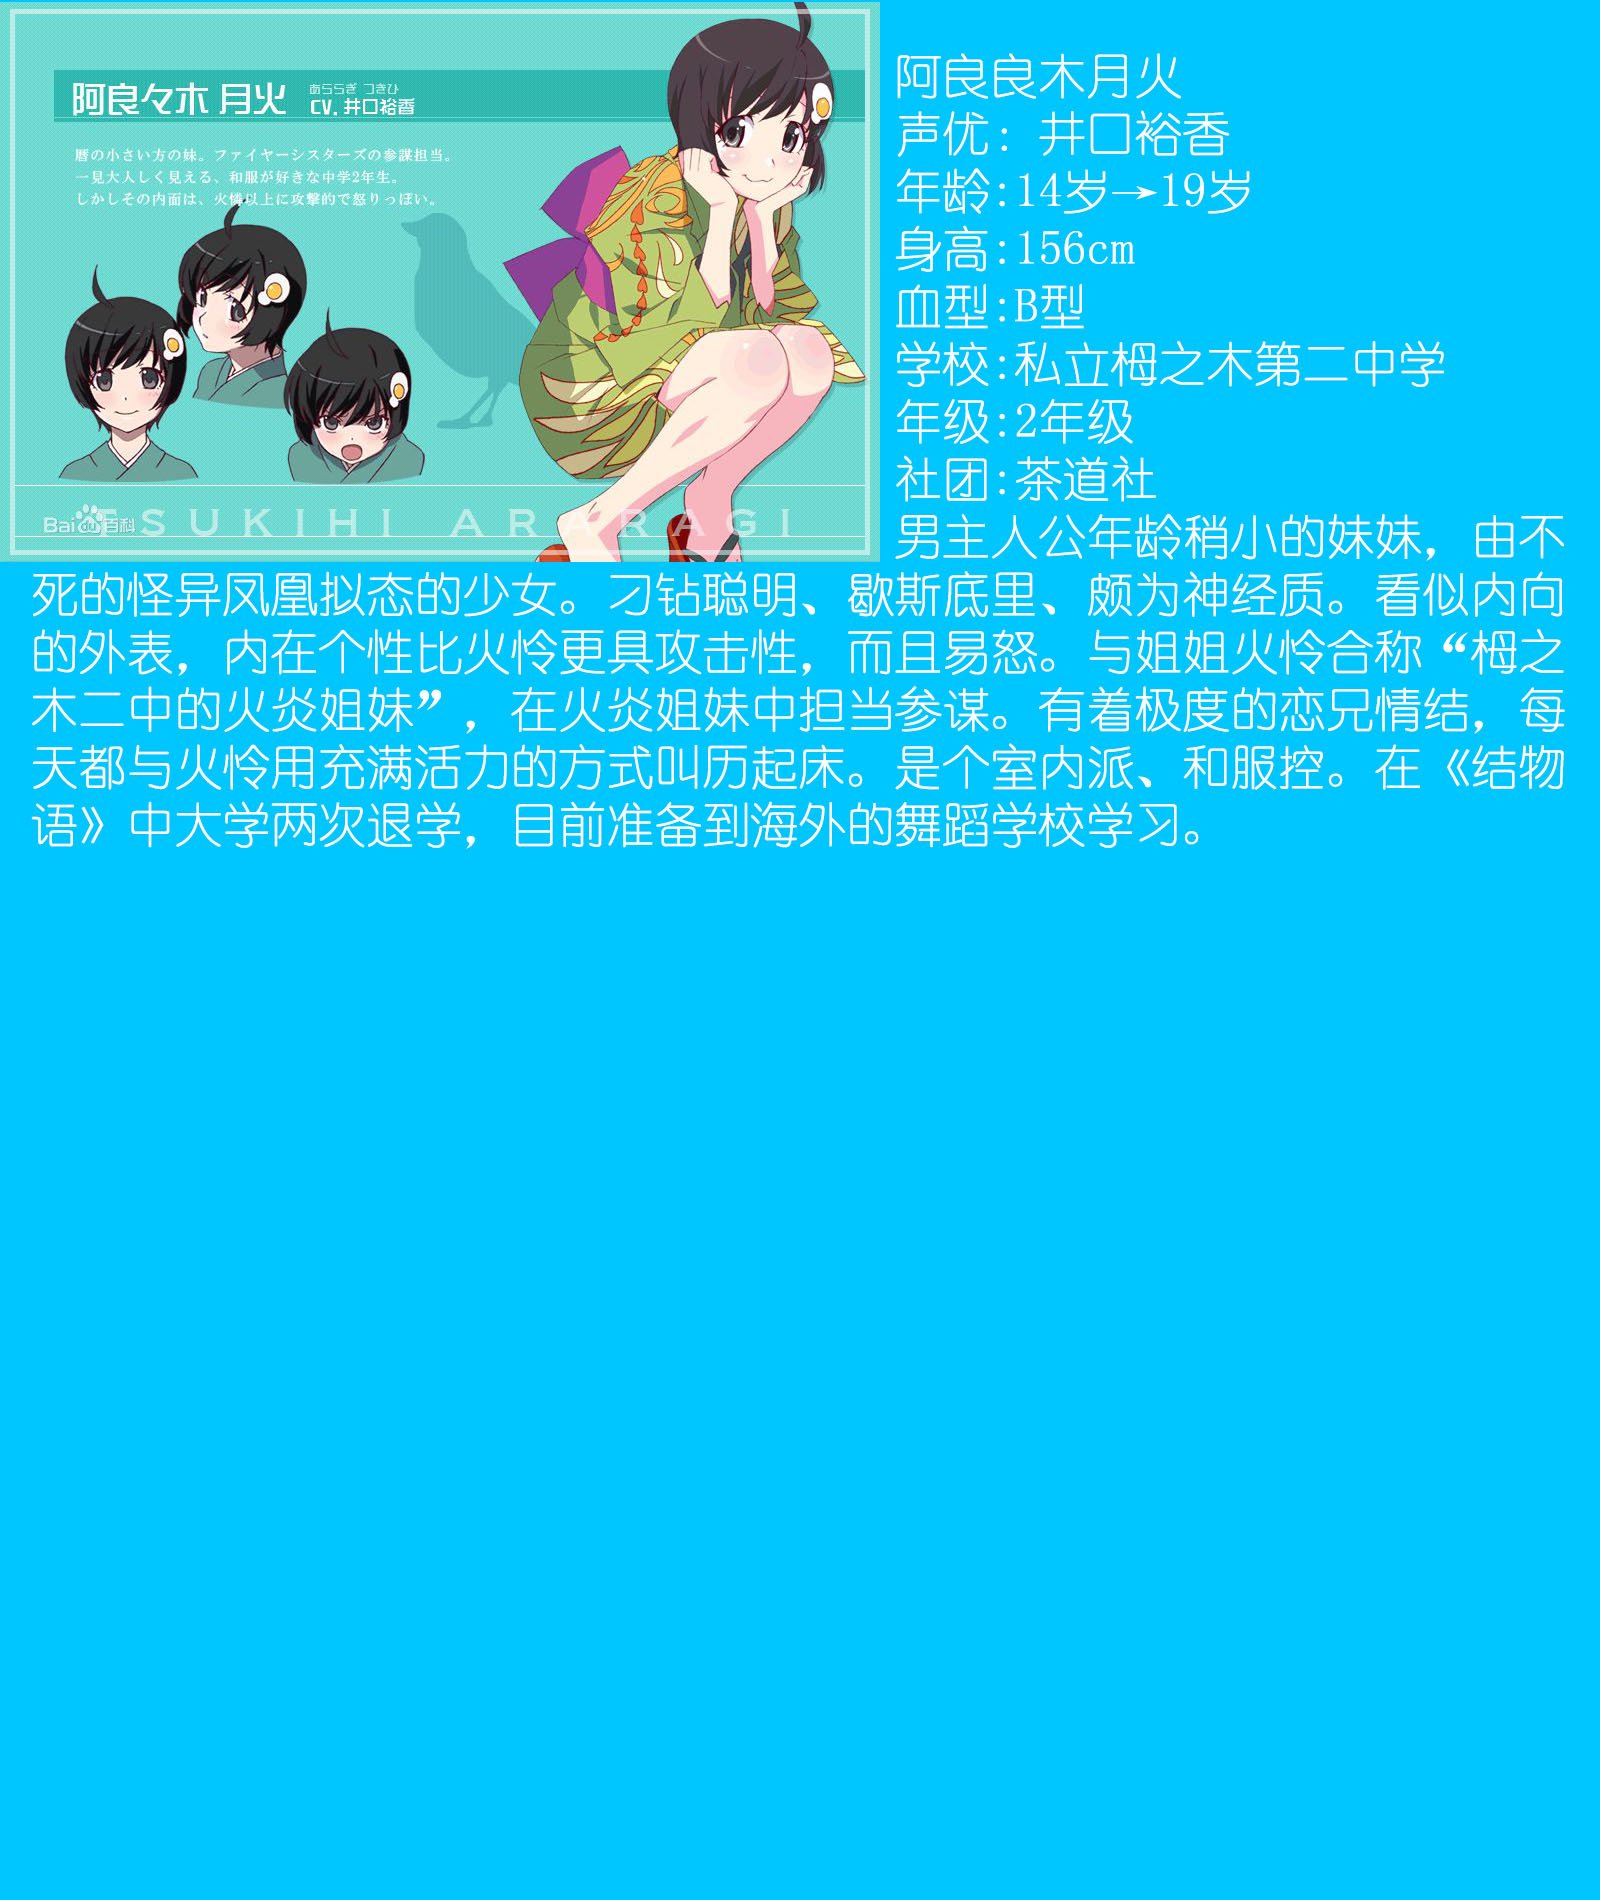 阿良々木 月火
あららぎ つきひ
CV. 井口裕香
暦の小さい方の妹。ファイヤーシスターズの参謀担当。
一見大人しく見える、和服が好きな中学2年生。
しかしその内面は、火憐以上に攻撃的で怒りっぽい。
Bai du 百科
TSUKIHI ARARAGI
阿良良木月火
声优: 井口裕香
年龄:14岁→19岁
身高:156cm
血型:B型
学校:私立栂之木第二中学
年级:2年级
社团:茶道社
男主人公年龄稍小的妹妹，由不
死的怪异凤凰拟态的少女。刁钻聪明、歇斯底里、颇为神经质。看似内向
的外表，内在个性比火怜更具攻击性，而且易怒。与姐姐火怜合称“栂之
木二中的火炎姐妹”，在火炎姐妹中担当参谋。有着极度的恋兄情结，每
天都与火怜用充满活力的方式叫历起床。是个室内派、和服控。在《结物
语》中大学两次退学，目前准备到海外的舞蹈学校学习。